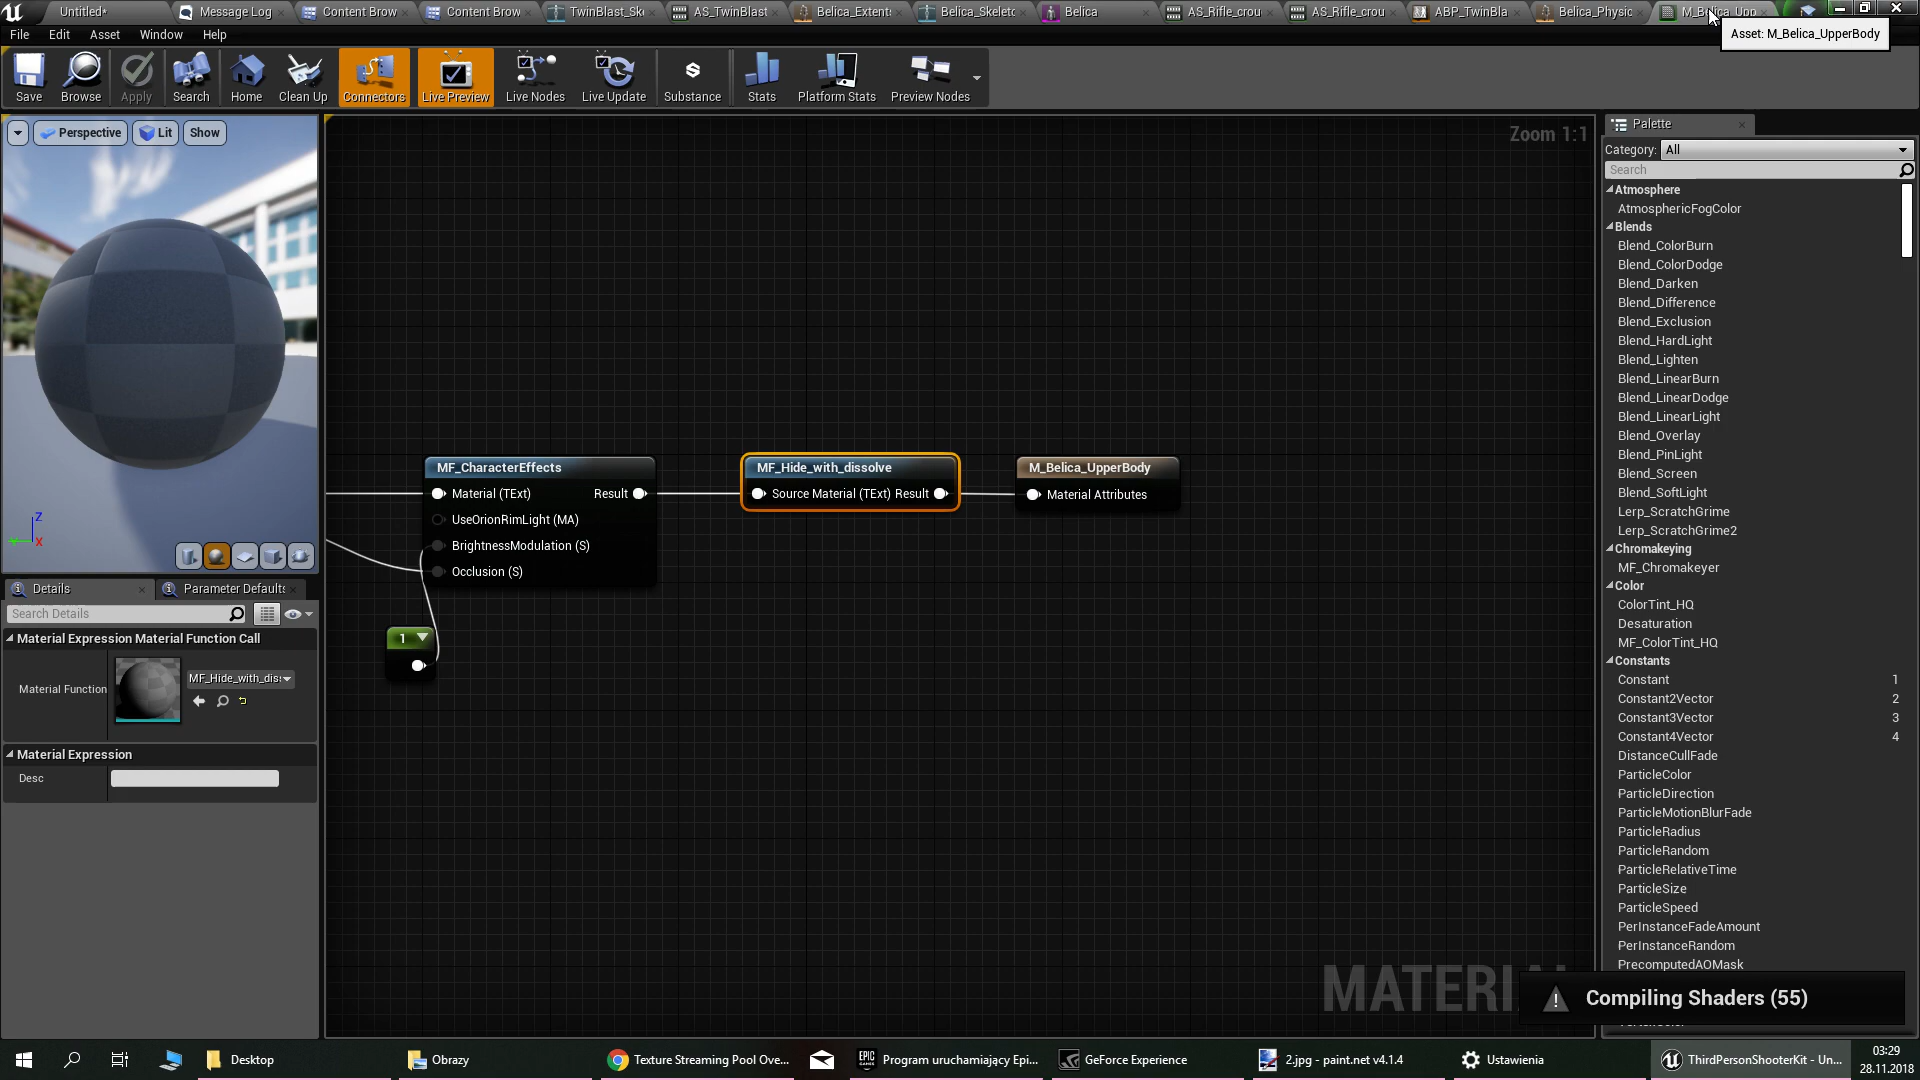 Untitled*
Message Log
Content Brow
Content Brow
TwinBlast_Sk
AS_TwinBlast
Belica_Extent
Belica_Skeleto
Belica
AS_Rifle_crou
AS_Rifle_crou
ABP_TwinBla
Belica_Physic
M_Belica_Upp
File Edit Asset Window Help
Asset: M_Belica_UpperBody
Save Browse Apply Search Home Clean Up Connectors Live Preview Live Nodes Live Update Substance Stats Platform Stats Preview Nodes
Perspective Lit Show
Zoom 1:1
MF_CharacterEffects
Material (TExt) Result
UseOrionRimLight (MA)
BrightnessModulation (S)
Occlusion (S)
1
MF_Hide_with_dissolve
Source Material (TExt) Result
M_Belica_UpperBody
Material Attributes
Z
X
Details
Parameter Defaults
Search Details
Material Expression Material Function Call
Material Function
MF_Hide_with_dis
Material Expression
Desc
Palette
Category: All
Search
Atmosphere
AtmosphericFogColor
Blends
Blend_ColorBurn
Blend_ColorDodge
Blend_Darken
Blend_Difference
Blend_Exclusion
Blend_HardLight
Blend_Lighten
Blend_LinearBurn
Blend_LinearDodge
Blend_LinearLight
Blend_Overlay
Blend_PinLight
Blend_Screen
Blend_SoftLight
Lerp_ScratchGrime
Lerp_ScratchGrime2
Chromakeying
MF_Chromakeyer
Color
ColorTint_HQ
Desaturation
MF_ColorTint_HQ
Constants
Constant 1
Constant2Vector 2
Constant3Vector 3
Constant4Vector 4
DistanceCullFade
ParticleColor
ParticleDirection
ParticleMotionBlurFade
ParticleRadius
ParticleRandom
ParticleRelativeTime
ParticleSize
ParticleSpeed
PerInstanceFadeAmount
PerInstanceRandom
PrecomputedAOMask
MATERI
Compiling Shaders (55)
Desktop
Obrazy
Texture Streaming Pool Ove...
EPIC GAMES
Program uruchamiający Epi...
GeForce Experience
2.jpg - paint.net v4.1.4
Ustawienia
ThirdPersonShooterKit - Un...
03:29
28.11.2018